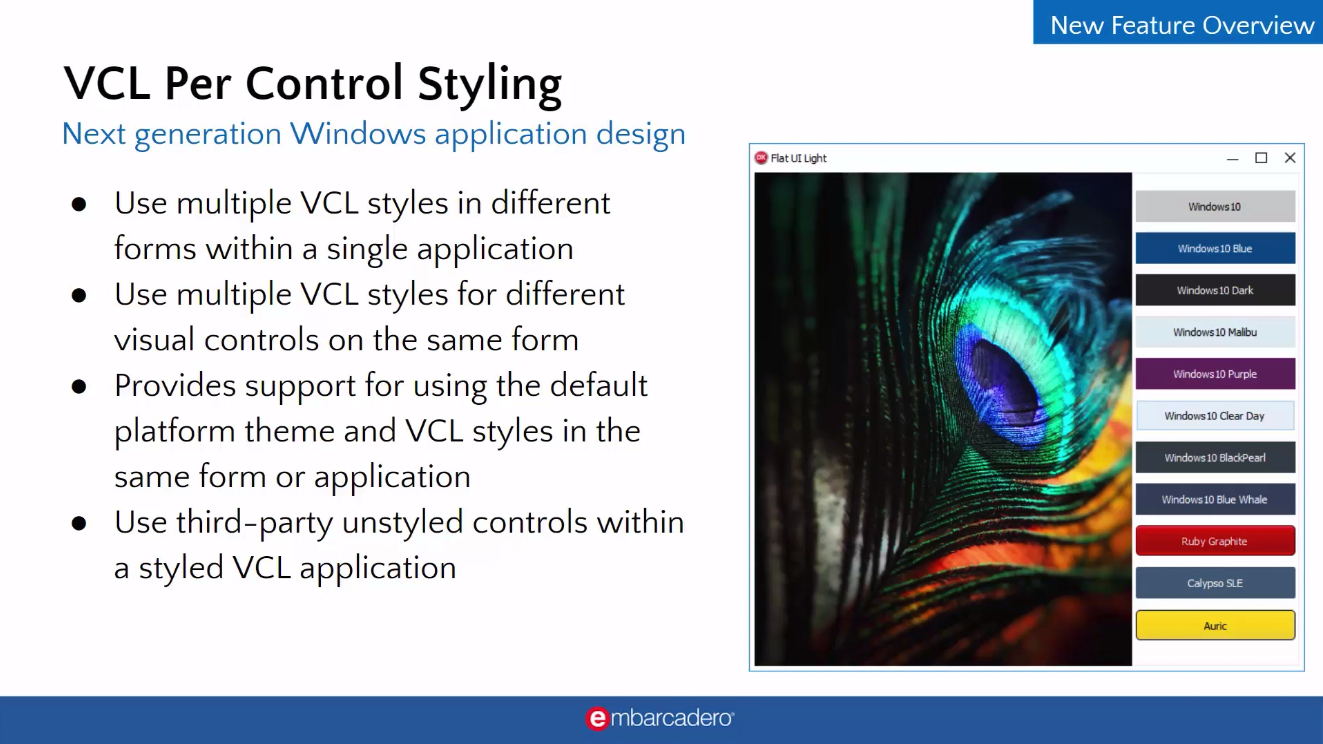 New Feature Overview
VCL Per Control Styling
Next generation Windows application design
● Use multiple VCL styles in different
forms within a single application
● Use multiple VCL styles for different
visual controls on the same form
● Provides support for using the default
platform theme and VCL styles in the
same form or application
● Use third-party unstyled controls within
a styled VCL application
DX Flat UI Light
Windows10
Windows10 Blue
Windows10 Dark
Windows10 Malibu
Windows10 Purple
Windows10 Clear Day
Windows10 BlackPearl
Windows10 Blue Whale
Ruby Graphite
Calypso SLE
Auric
embarcadero®